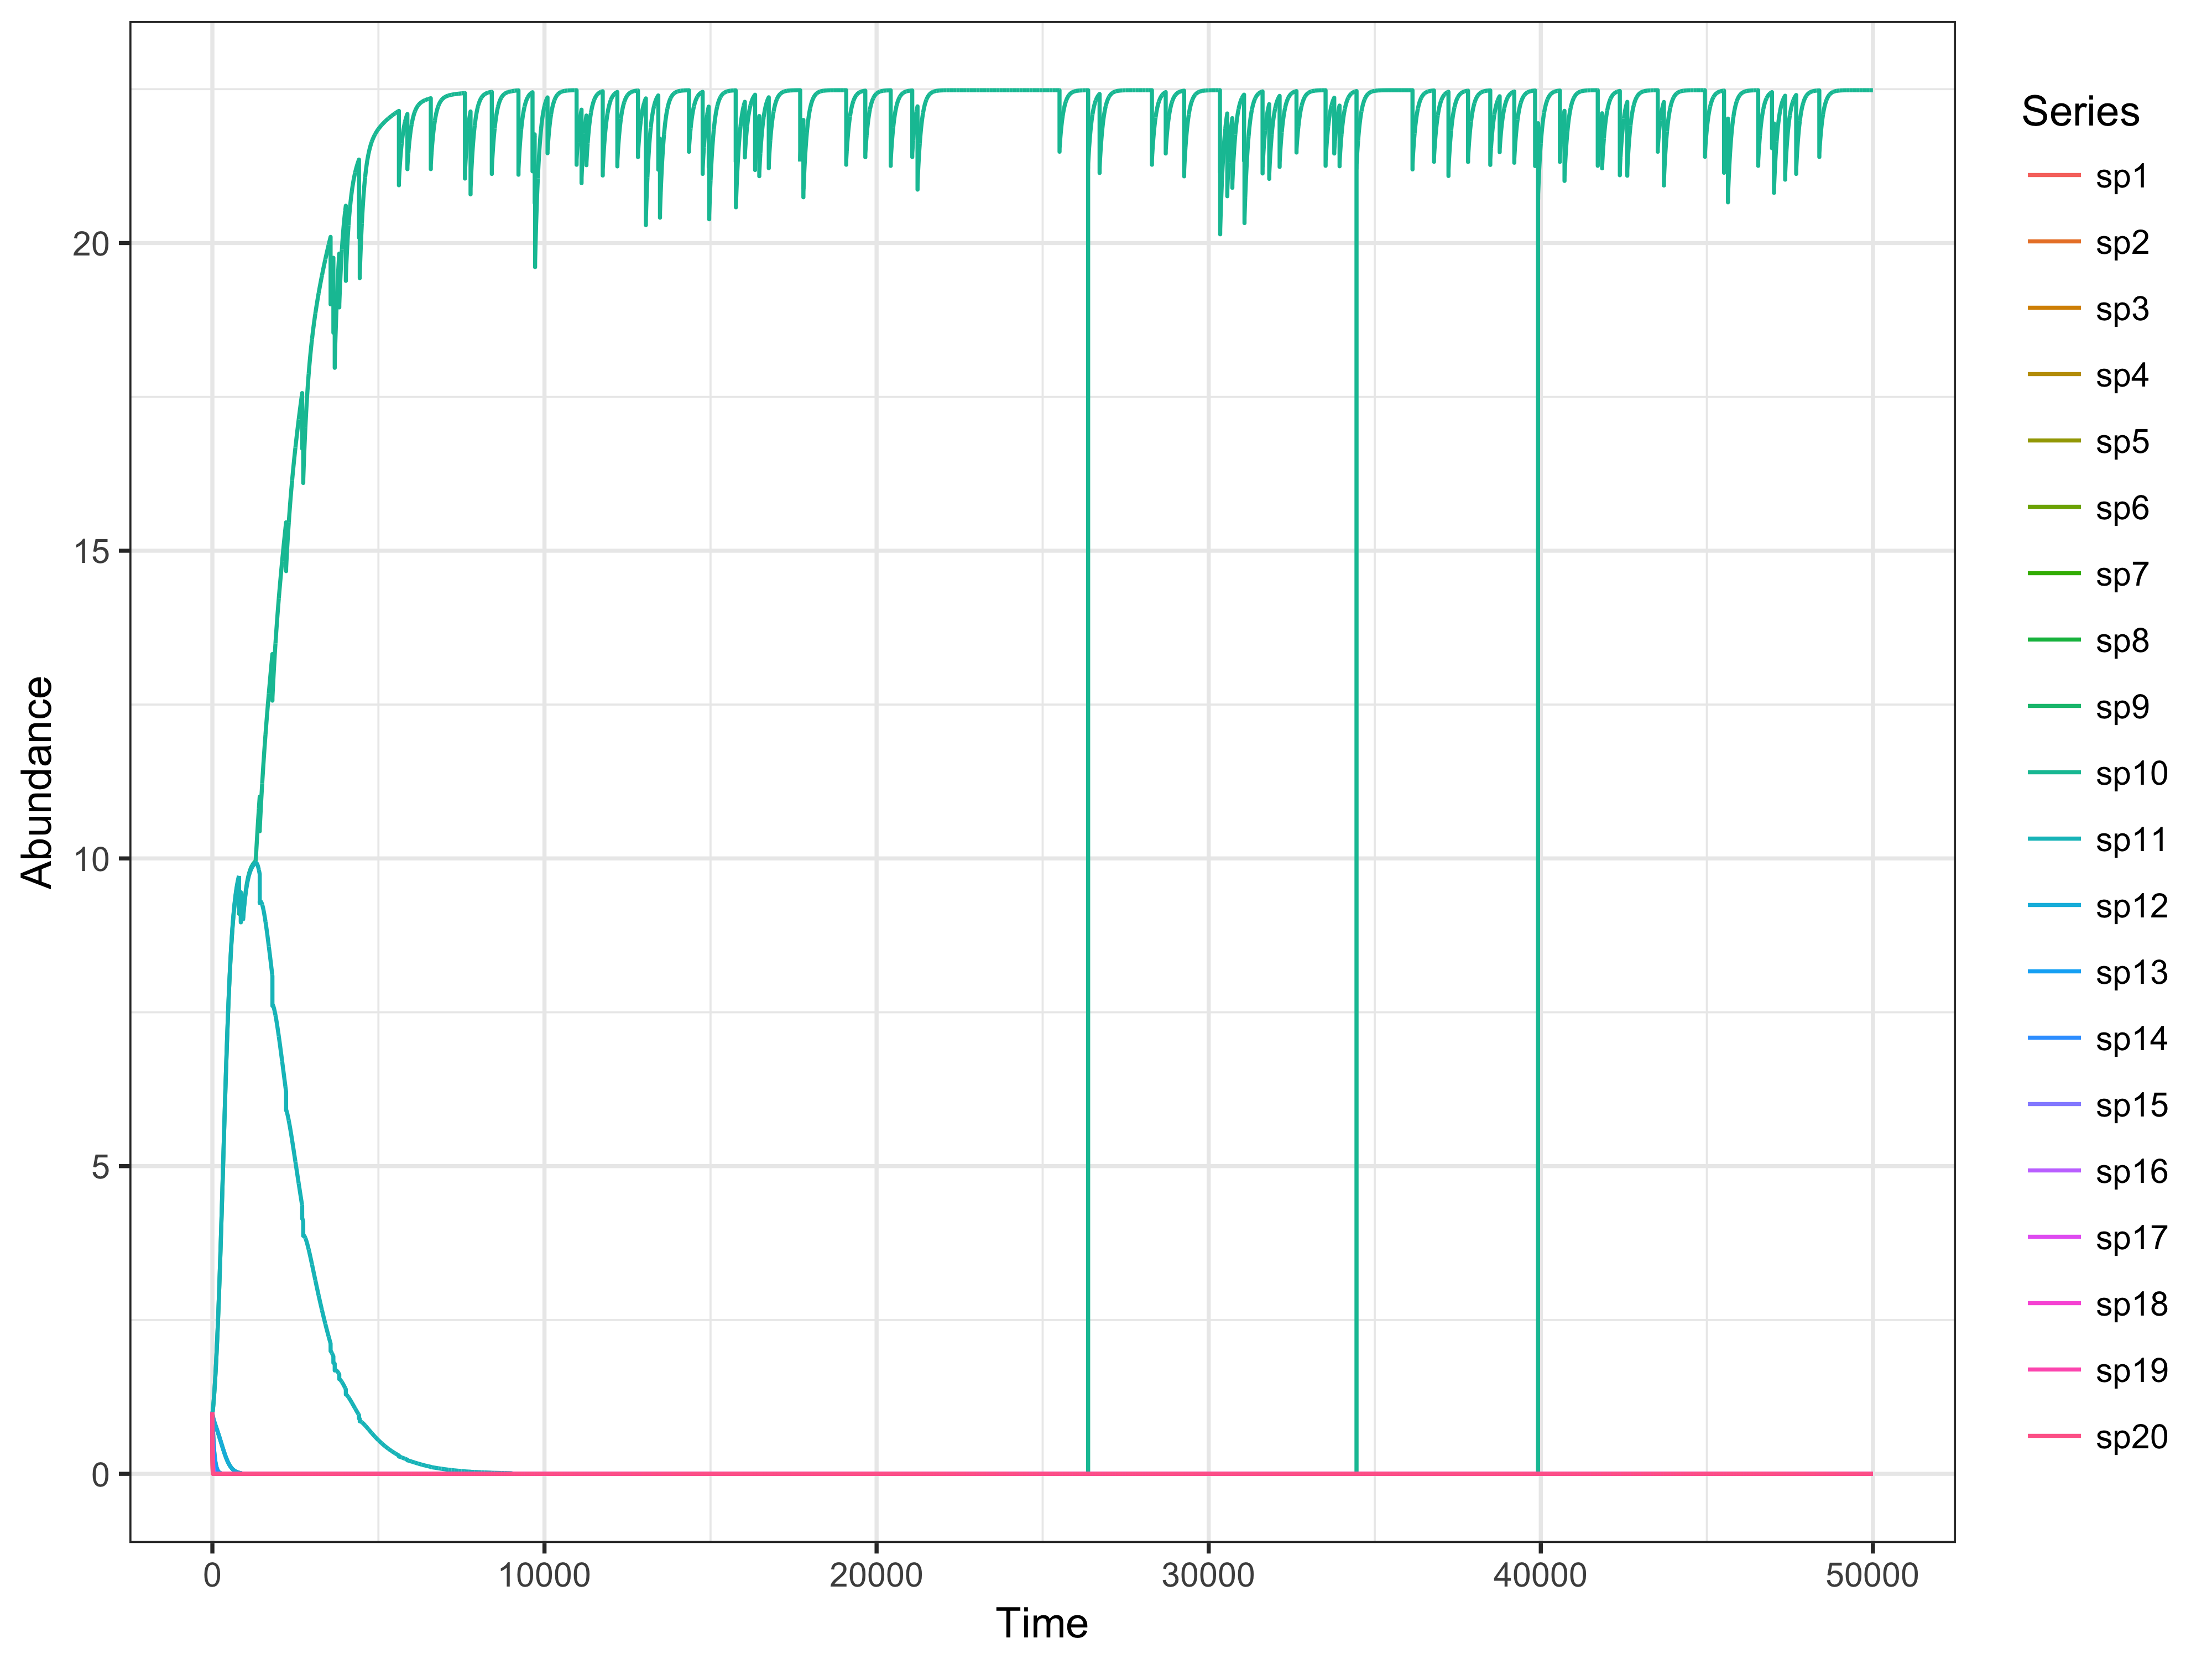 Abundance
20
15
10
5
0
0 10000 20000 30000 40000 50000
Time
Series
sp1
sp2
sp3
sp4
sp5
sp6
sp7
sp8
sp9
sp10
sp11
sp12
sp13
sp14
sp15
sp16
sp17
sp18
sp19
sp20